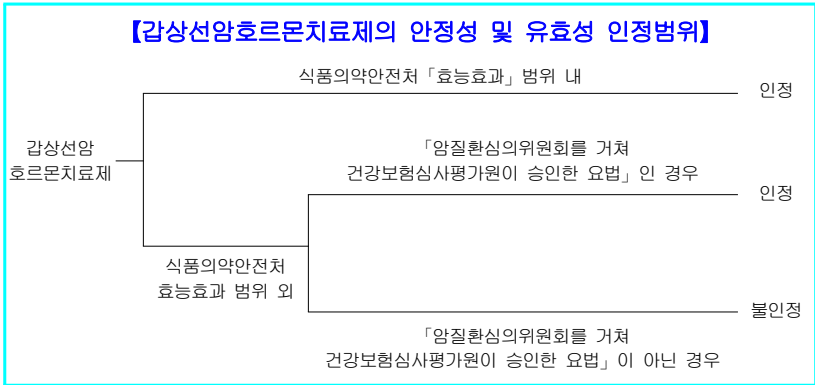 【갑상선암호르몬치료제의 안정성 및 유효성 인정범위】
식품의약안전처「효능효과」범위 내
인정
갑상선암
호르몬치료제
「암질환심의위원회를 거쳐
건강보험심사평가원이 승인한 요법」인 경우
인정
식품의약안전처
효능효과 범위 외
불인정
「암질환심의위원회를 거쳐
건강보험심사평가원이 승인한 요법」이 아닌 경우